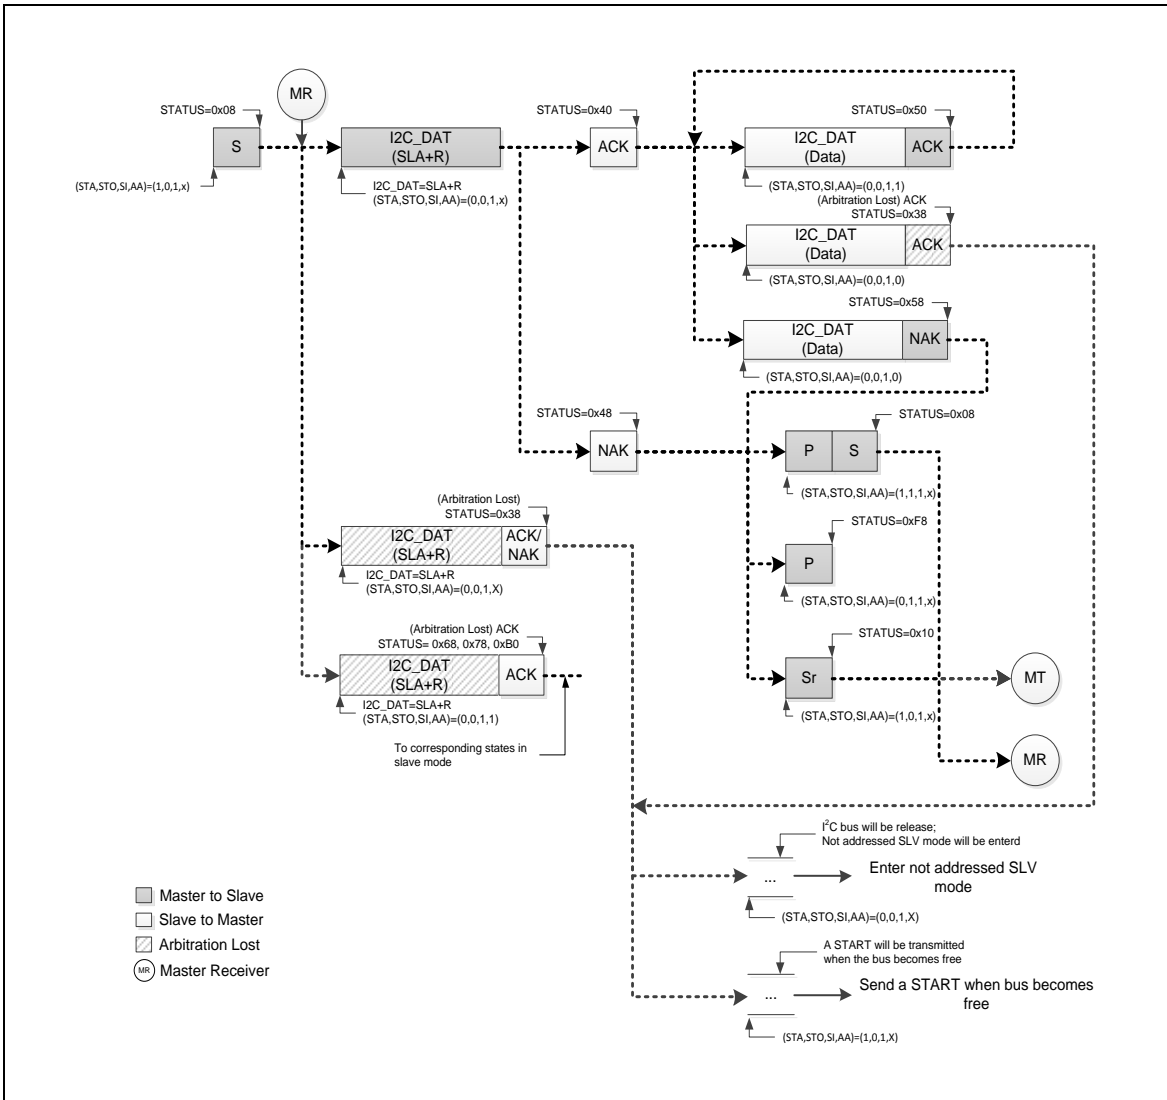 MR
STATUS=0x08
STATUS=0x40
STATUS=0x50
S
I2C_DAT
(SLA+R)
ACK
I2C_DAT
(Data)
ACK
(STA,STO,SI,AA)=(1,0,1,x)
I2C_DAT=SLA+R
(STA,STO,SI,AA)=(0,0,1,x)
(STA,STO,SI,AA)=(0,0,1,1)
(Arbitration Lost) ACK
STATUS=0x38
I2C_DAT
(Data)
ACK
(STA,STO,SI,AA)=(0,0,1,0)
STATUS=0x58
I2C_DAT
(Data)
NAK
(STA,STO,SI,AA)=(0,0,1,0)
STATUS=0x48
STATUS=0x08
NAK
P
S
(STA,STO,SI,AA)=(1,1,1,x)
(Arbitration Lost)
STATUS=0x38
I2C_DAT
(SLA+R)
ACK/
NAK
I2C_DAT=SLA+R
(STA,STO,SI,AA)=(0,0,1,X)
STATUS=0xF8
P
(STA,STO,SI,AA)=(0,1,1,x)
(Arbitration Lost) ACK
STATUS= 0x68, 0x78, 0xB0
I2C_DAT
(SLA+R)
ACK
I2C_DAT=SLA+R
(STA,STO,SI,AA)=(0,0,1,1)
To corresponding states in
slave mode
STATUS=0x10
Sr
MT
(STA,STO,SI,AA)=(1,0,1,x)
MR
I2C bus will be release;
Not addressed SLV mode will be enterd
...
Enter not addressed SLV
mode
(STA,STO,SI,AA)=(0,0,1,X)
A START will be transmitted
when the bus becomes free
...
Send a START when bus becomes
free
(STA,STO,SI,AA)=(1,0,1,X)
Master to Slave
Slave to Master
Arbitration Lost
MR Master Receiver